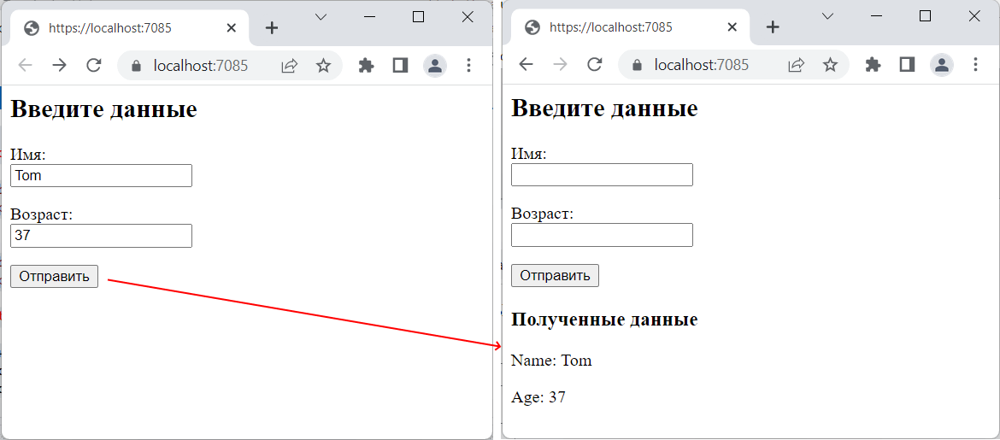 https://localhost:7085
localhost:7085
Введите данные
Имя:
Tom
Возраст:
37
Отправить
https://localhost:7085
localhost:7085
Введите данные
Имя:
Возраст:
Отправить
Полученные данные
Name: Tom
Age: 37